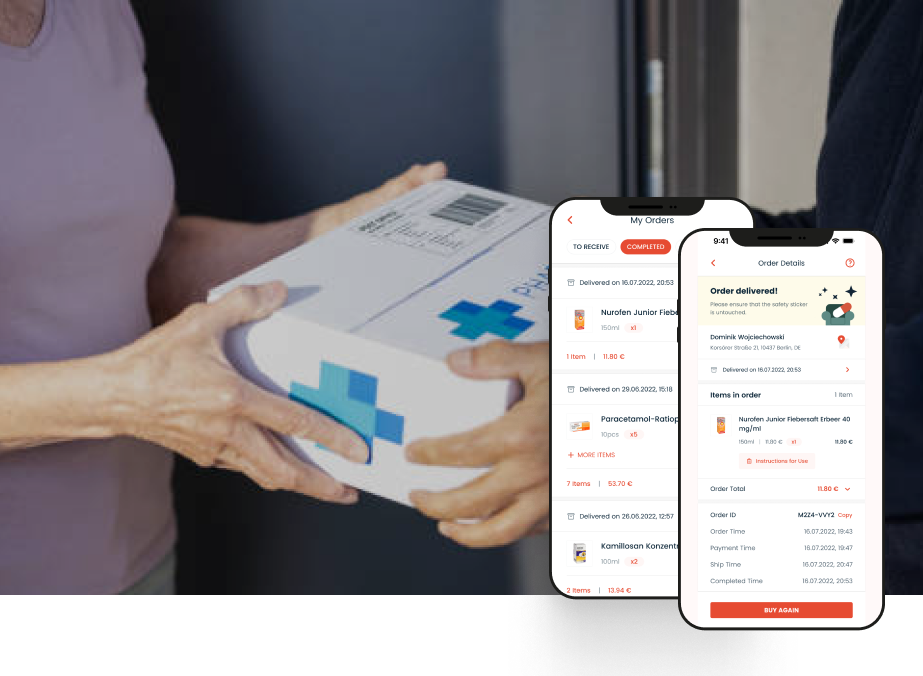 PHA
My Orders
TO RECEIVE
COMPLETED
Delivered on 16.07.2022, 20:53
Nurofen Junior Fiebe
150ml
x1
1 Item | 11.80 €
Delivered on 29.06.2022, 15:18
Paracetamol-Ratiop
10pcs
x5
+ MORE ITEMS
7 Items | 53.70 €
Delivered on 26.06.2022, 12:57
Kamillosan Konzentr
100ml
x2
2 Items | 13.94 €
9:41
Order Details
Order delivered!
Please ensure that the safety sticker
is untouched.
Dominik Wojciechowski
Korsörer Straße 21, 10437 Berlin, DE
Delivered on 16.07.2022, 20:53
Items in order
1 item
Nurofen Junior Fiebersaft Erbeer 40
mg/ml
150ml | 11.80 € x1 11.80 €
Instructions for Use
Order Total 11.80 €
Order ID M2Z4-VVY2 Copy
Order Time 16.07.2022, 19:43
Payment Time 16.07.2022, 19:47
Ship Time 16.07.2022, 20:47
Completed Time 16.07.2022, 20:53
BUY AGAIN